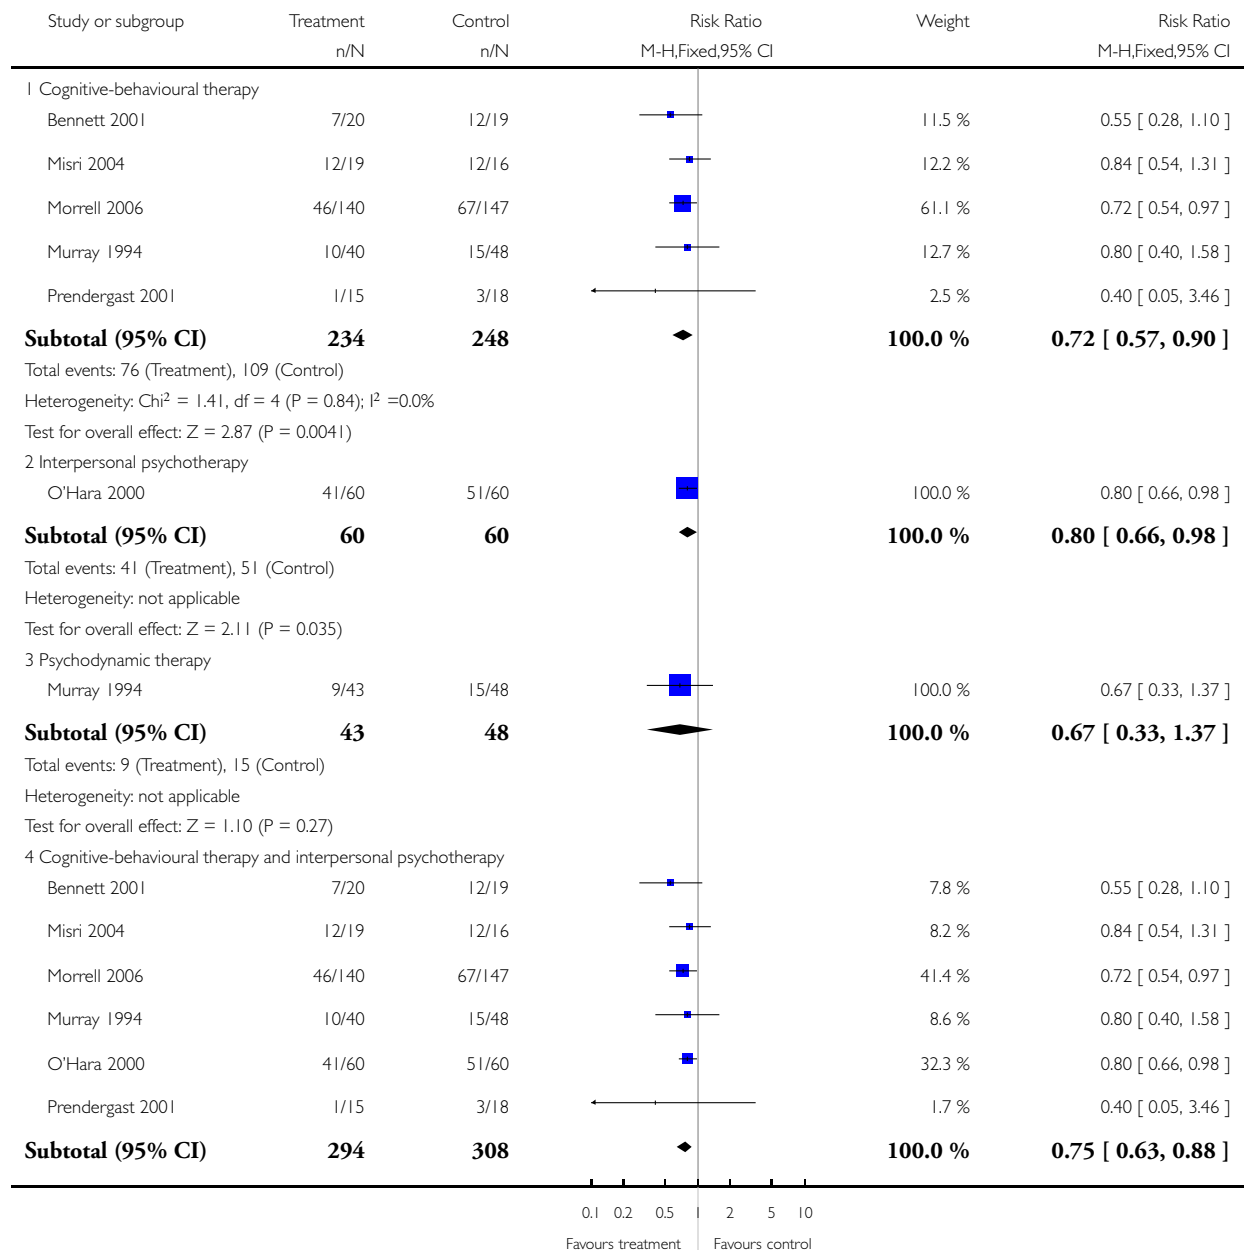 Study or subgroup Treatment Control Risk Ratio Weight Risk Ratio
n/N n/N M-H,Fixed,95% CI M-H,Fixed,95% CI
1 Cognitive-behavioural therapy
Bennett 2001 7/20 12/19 11.5 % 0.55 [ 0.28, 1.10 ]
Misri 2004 12/19 12/16 12.2 % 0.84 [ 0.54, 1.31 ]
Morrell 2006 46/140 67/147 61.1 % 0.72 [ 0.54, 0.97 ]
Murray 1994 10/40 15/48 12.7 % 0.80 [ 0.40, 1.58 ]
Prendergast 2001 1/15 3/18 2.5 % 0.40 [ 0.05, 3.46 ]
Subtotal (95% CI) 234 248 100.0 % 0.72 [ 0.57, 0.90 ]
Total events: 76 (Treatment), 109 (Control)
Heterogeneity: Chi² = 1.41, df = 4 (P = 0.84); I² =0.0%
Test for overall effect: Z = 2.87 (P = 0.0041)
2 Interpersonal psychotherapy
O'Hara 2000 41/60 51/60 100.0 % 0.80 [ 0.66, 0.98 ]
Subtotal (95% CI) 60 60 100.0 % 0.80 [ 0.66, 0.98 ]
Total events: 41 (Treatment), 51 (Control)
Heterogeneity: not applicable
Test for overall effect: Z = 2.11 (P = 0.035)
3 Psychodynamic therapy
Murray 1994 9/43 15/48 100.0 % 0.67 [ 0.33, 1.37 ]
Subtotal (95% CI) 43 48 100.0 % 0.67 [ 0.33, 1.37 ]
Total events: 9 (Treatment), 15 (Control)
Heterogeneity: not applicable
Test for overall effect: Z = 1.10 (P = 0.27)
4 Cognitive-behavioural therapy and interpersonal psychotherapy
Bennett 2001 7/20 12/19 7.8 % 0.55 [ 0.28, 1.10 ]
Misri 2004 12/19 12/16 8.2 % 0.84 [ 0.54, 1.31 ]
Morrell 2006 46/140 67/147 41.4 % 0.72 [ 0.54, 0.97 ]
Murray 1994 10/40 15/48 8.6 % 0.80 [ 0.40, 1.58 ]
O'Hara 2000 41/60 51/60 32.3 % 0.80 [ 0.66, 0.98 ]
Prendergast 2001 1/15 3/18 1.7 % 0.40 [ 0.05, 3.46 ]
Subtotal (95% CI) 294 308 100.0 % 0.75 [ 0.63, 0.88 ]
0.1 0.2 0.5 1 2 5 10
Favours treatment Favours control